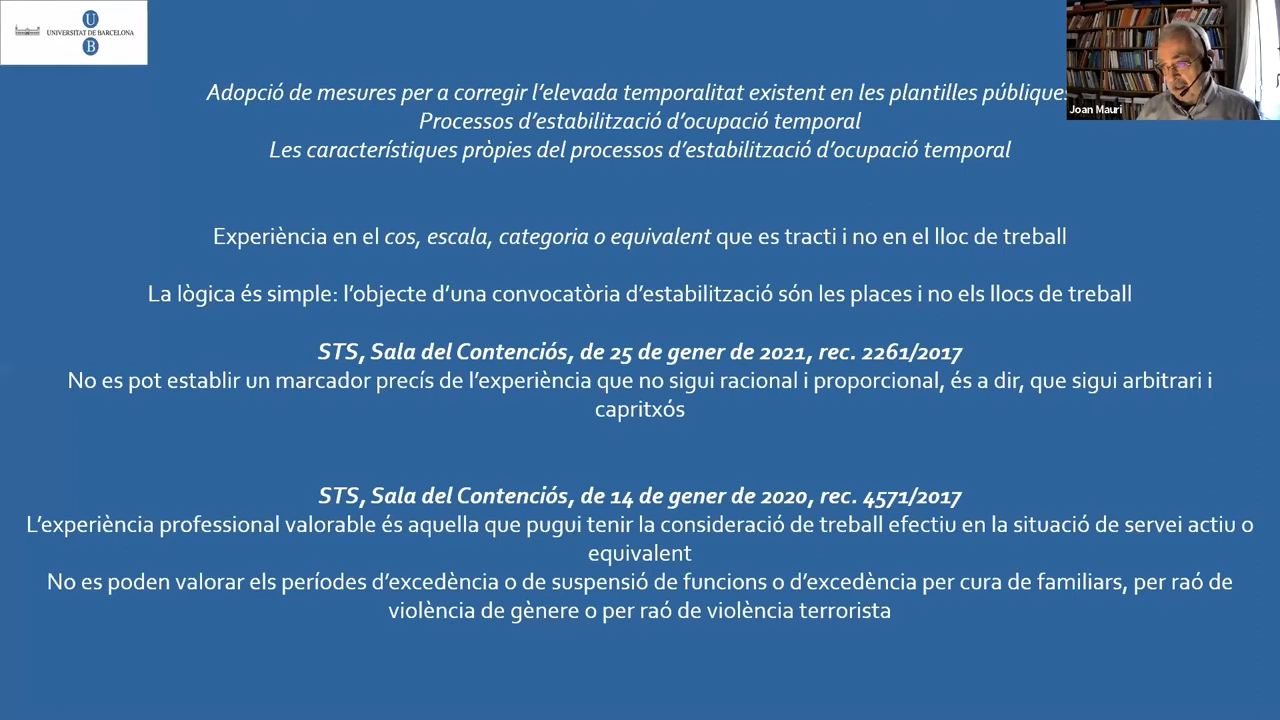 U
UNIVERSITAT DE BARCELONA
B
Joan Mauri
Adopció de mesures per a corregir l'elevada temporalitat existent en les plantilles públiques
Processos d'estabilització d'ocupació temporal
Les característiques pròpies del processos d'estabilització d'ocupació temporal
Experiència en el cos, escala, categoria o equivalent que es tracti i no en el lloc de treball
La lògica és simple: l'objecte d'una convocatòria d'estabilització són les places i no els llocs de treball
STS, Sala del Contenciós, de 25 de gener de 2021, rec. 2261/2017
No es pot establir un marcador precís de l'experiència que no sigui racional i proporcional, és a dir, que sigui arbitrari i
capritxós
STS, Sala del Contenciós, de 14 de gener de 2020, rec. 4571/2017
L'experiència professional valorable és aquella que pugui tenir la consideració de treball efectiu en la situació de servei actiu o
equivalent
No es poden valorar els períodes d'excedència o de suspensió de funcions o d'excedència per cura de familiars, per raó de
violència de gènere o per raó de violència terrorista